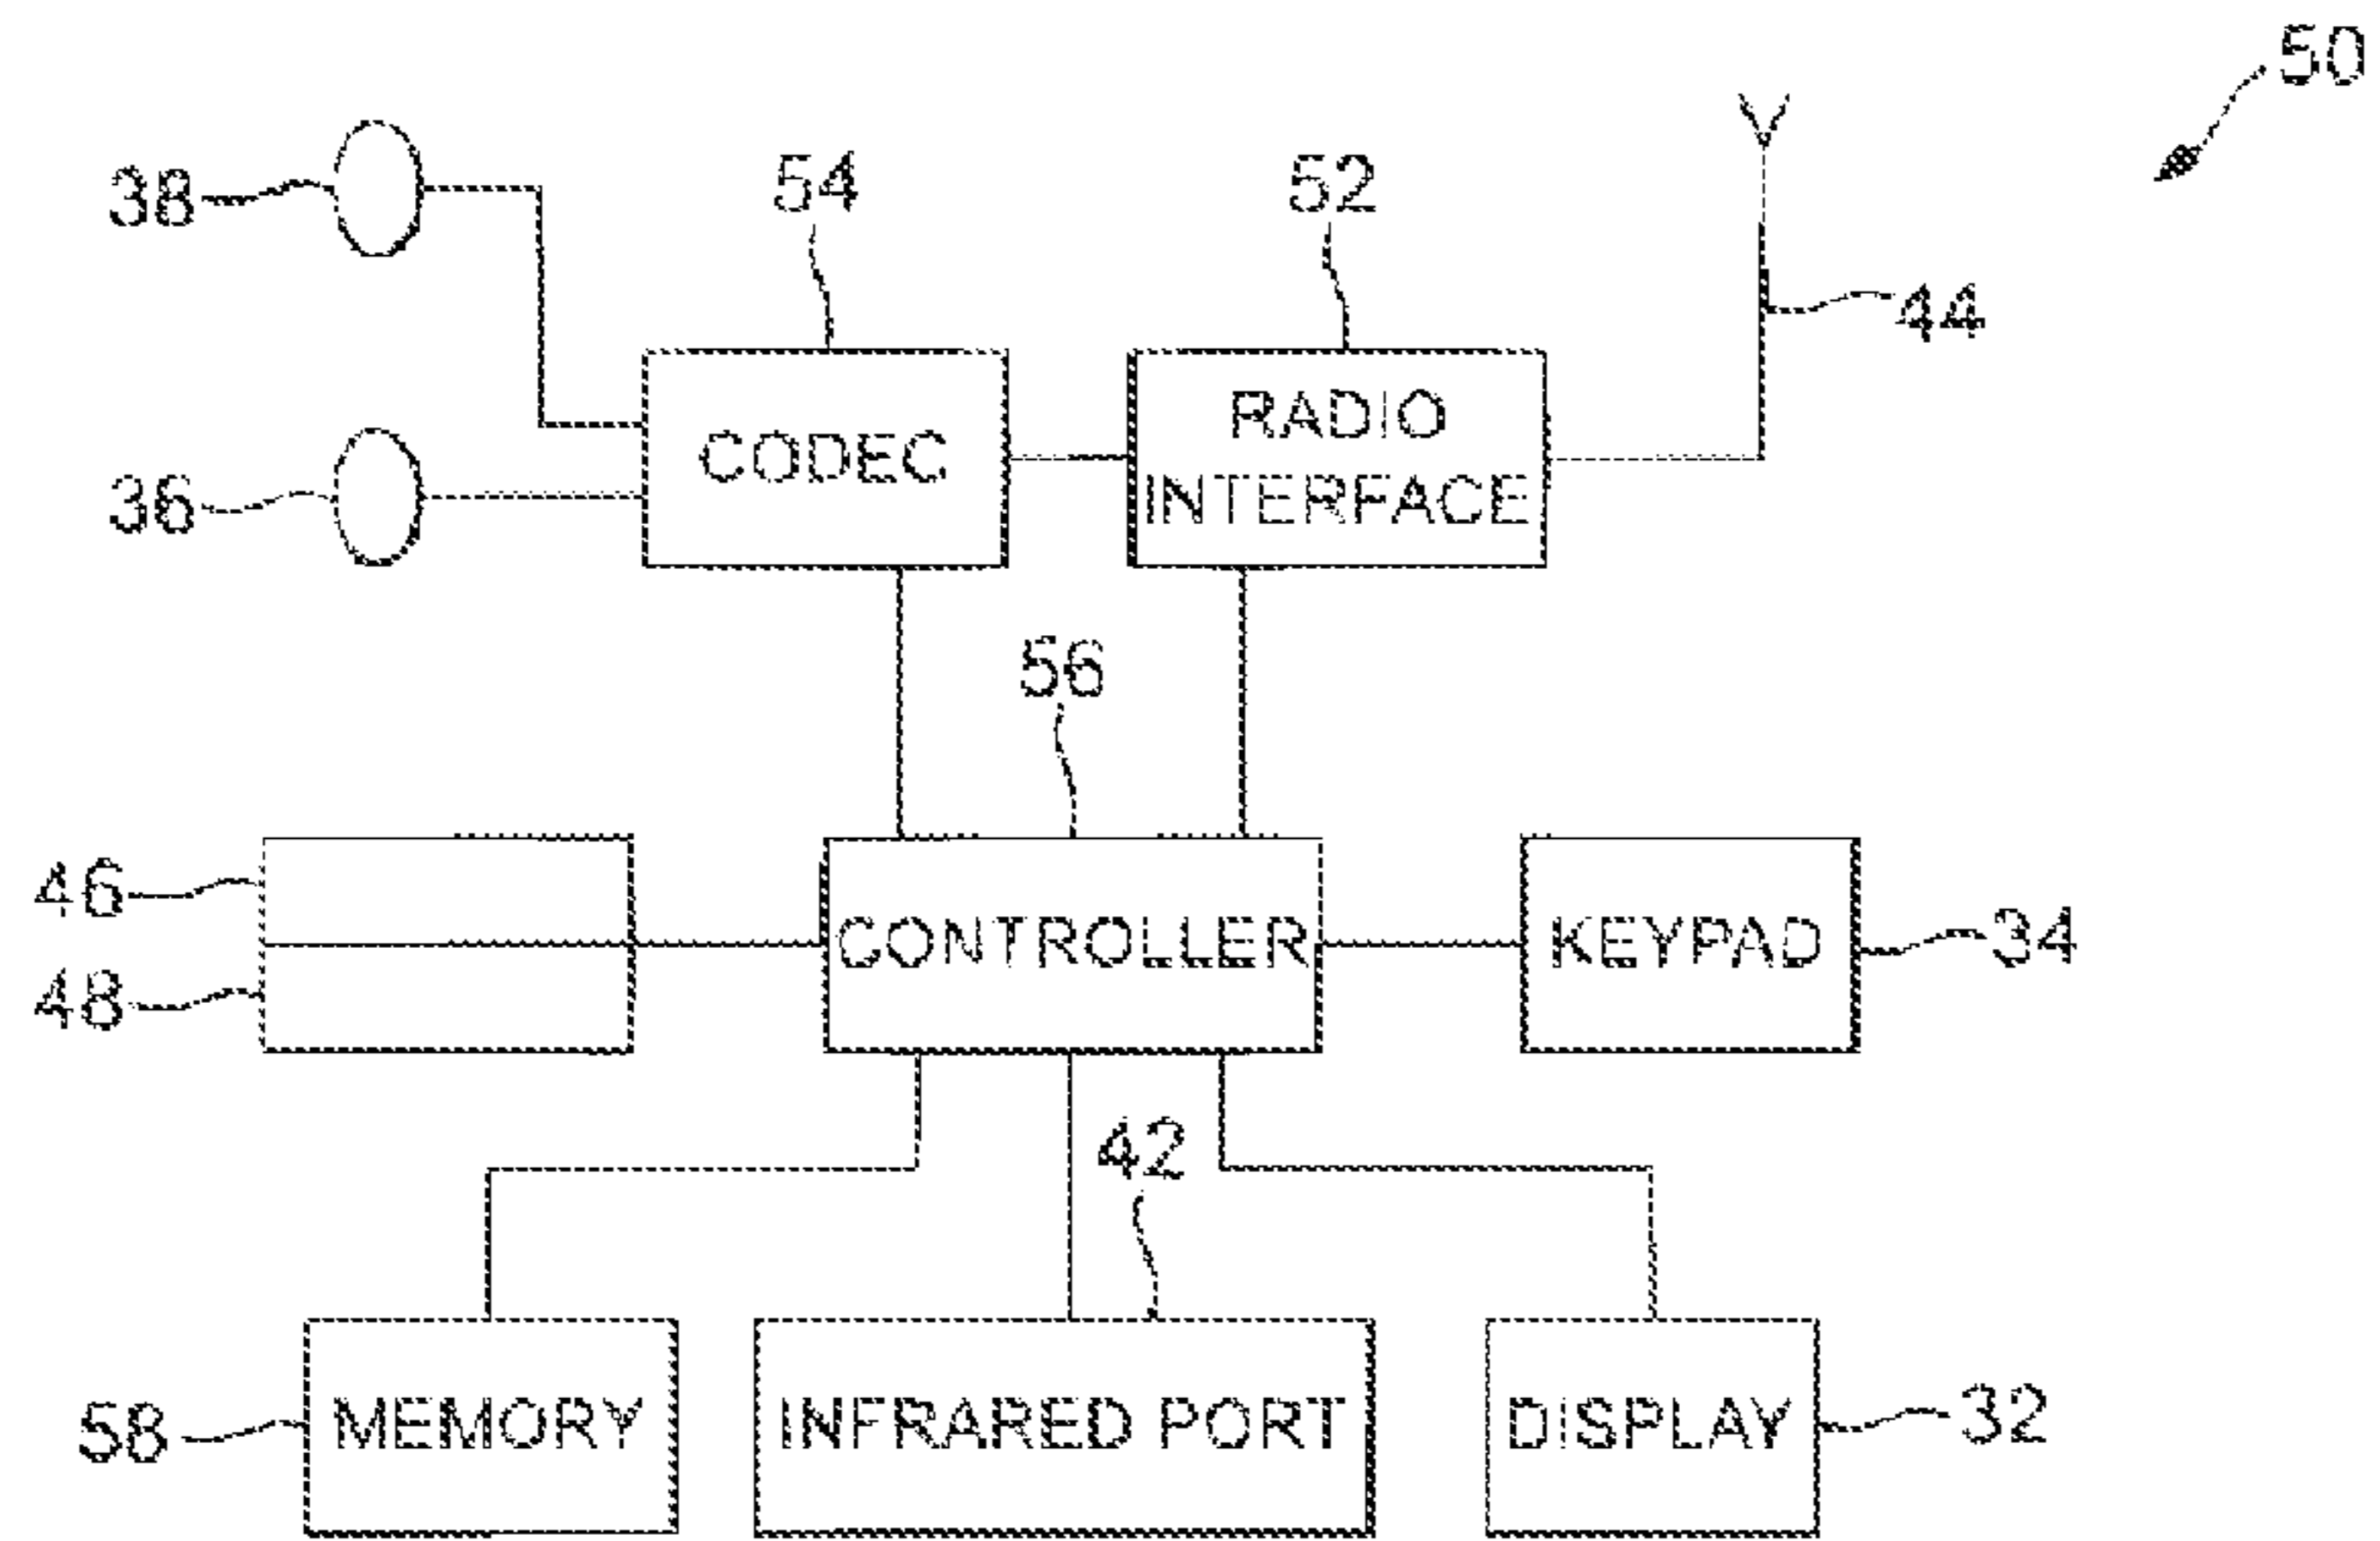 50
38
54
52
44
CODEC
RADIO
INTERFACE
36
56
46
48
CONTROLLER
KEYPAD
34
42
58
MEMORY
INFRARED PORT
DISPLAY
32